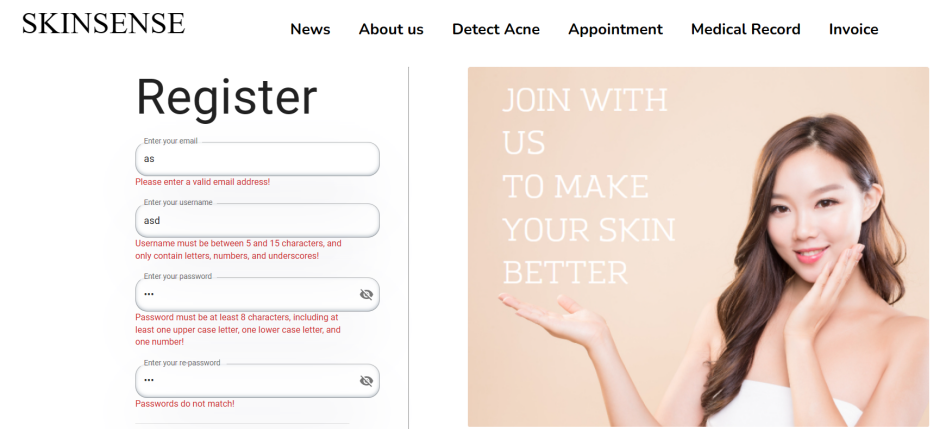 SKINSENSE
News About us Detect Acne Appointment Medical Record Invoice
Register
Enter your email
as
Please enter a valid email address!
Enter your username
asd
Username must be between 5 and 15 characters, and
only contain letters, numbers, and underscores!
Enter your password
•••
Password must be at least 8 characters, including at
least one upper case letter, one lower case letter, and
one number!
Enter your re-password
•••
Passwords do not match!
JOIN WITH
US
TO MAKE
YOUR SKIN
BETTER